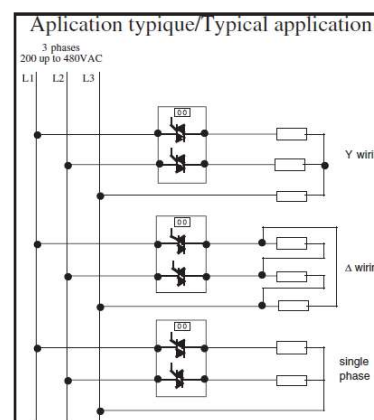 Aplication typique/Typical application
3 phases
200 up to 480VAC
L1 L2 L3
00
Y wiri
00
Δ wirin
00
single
phase